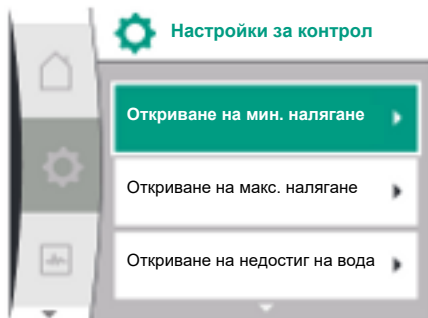 Настройки за контрол
Откриване на мин. налягане
Откриване на макс. налягане
Откриване на недостиг на вода